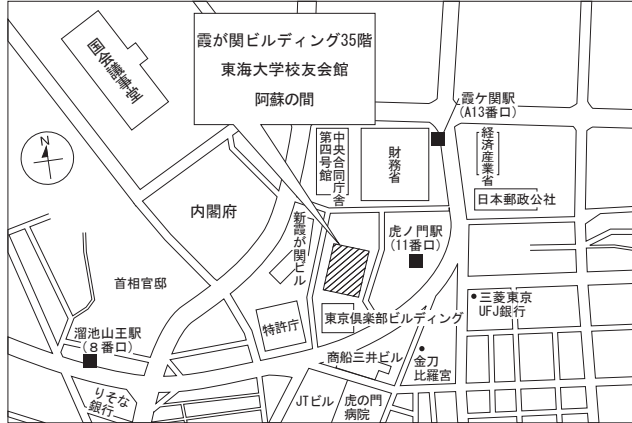 霞が関ビルディング35階
東海大学校友会館
阿蘇の間
国会議事堂
霞ケ関駅
(A13番口)
中央合同庁舎
第四号館
財務省
経済産業省
日本郵政公社
N
内閣府
新霞が関ビル
虎ノ門駅
(11番口)
首相官邸
三菱東京
UFJ銀行
特許庁
東京倶楽部ビルディング
溜池山王駅
(8番口)
商船三井ビル
金刀
比羅宮
りそな
銀行
JTビル
虎の門
病院